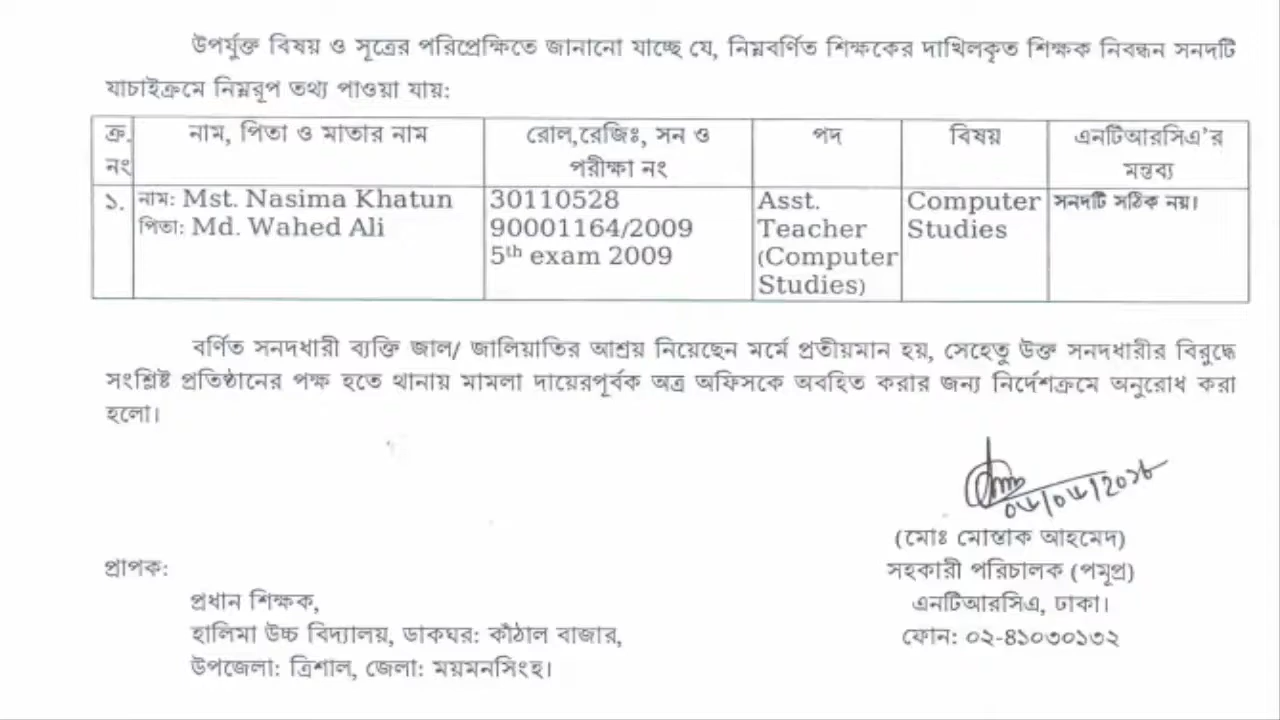 উপর্যুক্ত বিষয় ও সূত্রের পরিপ্রেক্ষিতে জানানো যাচ্ছে যে, নিম্নবর্ণিত শিক্ষকের দাখিলকৃত শিক্ষক নিবন্ধন সনদটি
যাচাইক্রমে নিম্নরূপ তথ্য পাওয়া যায়:
ক্র. নং
নাম, পিতা ও মাতার নাম
রোল,রেজিঃ, সন ও
পরীক্ষা নং
পদ
বিষয়
এনটিআরসিএ'র
মন্তব্য
১.
নাম: Mst. Nasima Khatun
পিতা: Md. Wahed Ali
30110528
90001164/2009
5th exam 2009
Asst.
Teacher
(Computer
Studies)
Computer
Studies
সনদটি সঠিক নয়।
বর্ণিত সনদধারী ব্যক্তি জাল/ জালিয়াতির আশ্রয় নিয়েছেন মর্মে প্রতীয়মান হয়, সেহেতু উক্ত সনদধারীর বিরুদ্ধে
সংশ্লিষ্ট প্রতিষ্ঠানের পক্ষ হতে থানায় মামলা দায়েরপূর্বক অত্র অফিসকে অবহিত করার জন্য নির্দেশক্রমে অনুরোধ করা
হলো।
(মোঃ মোস্তাক আহমেদ)
সহকারী পরিচালক (পমূপ্র)
এনটিআরসিএ, ঢাকা।
ফোন: ০২-৪১০৩০১৩২
প্রাপক:
প্রধান শিক্ষক,
হালিমা উচ্চ বিদ্যালয়, ডাকঘর: কাঁঠাল বাজার,
উপজেলা: ত্রিশাল, জেলা: ময়মনসিংহ।